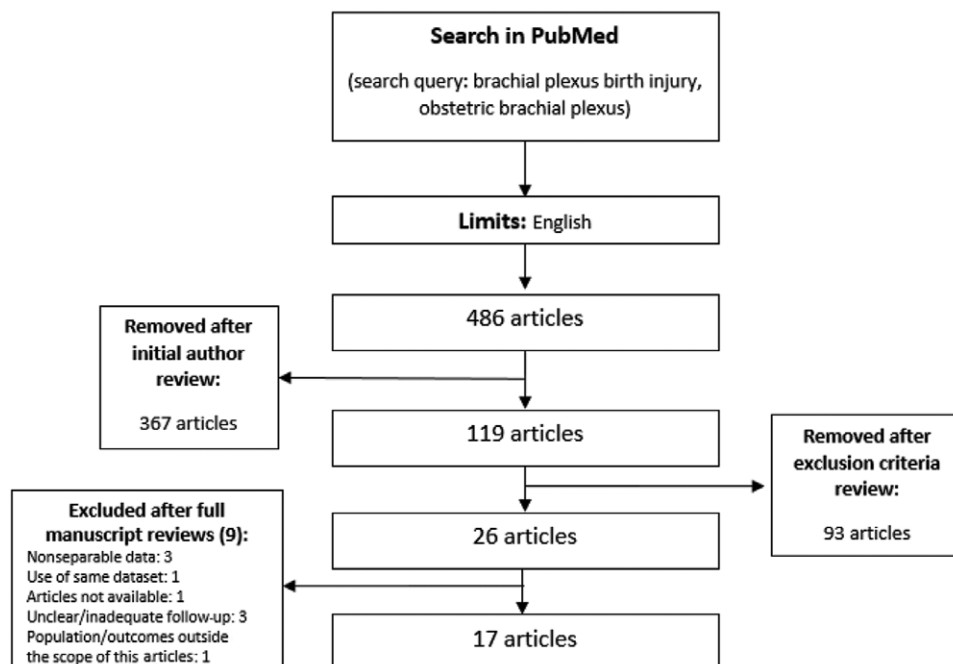 Search in PubMed
(search query: brachial plexus birth injury,
obstetric brachial plexus)
Limits: English
486 articles
Removed after
initial author
review:
367 articles
119 articles
Removed after
exclusion criteria
review:
93 articles
26 articles
Excluded after full
manuscript reviews (9):
Nonseparable data: 3
Use of same dataset: 1
Articles not available: 1
Unclear/inadequate follow-up: 3
Population/outcomes outside
the scope of this articles: 1
17 articles